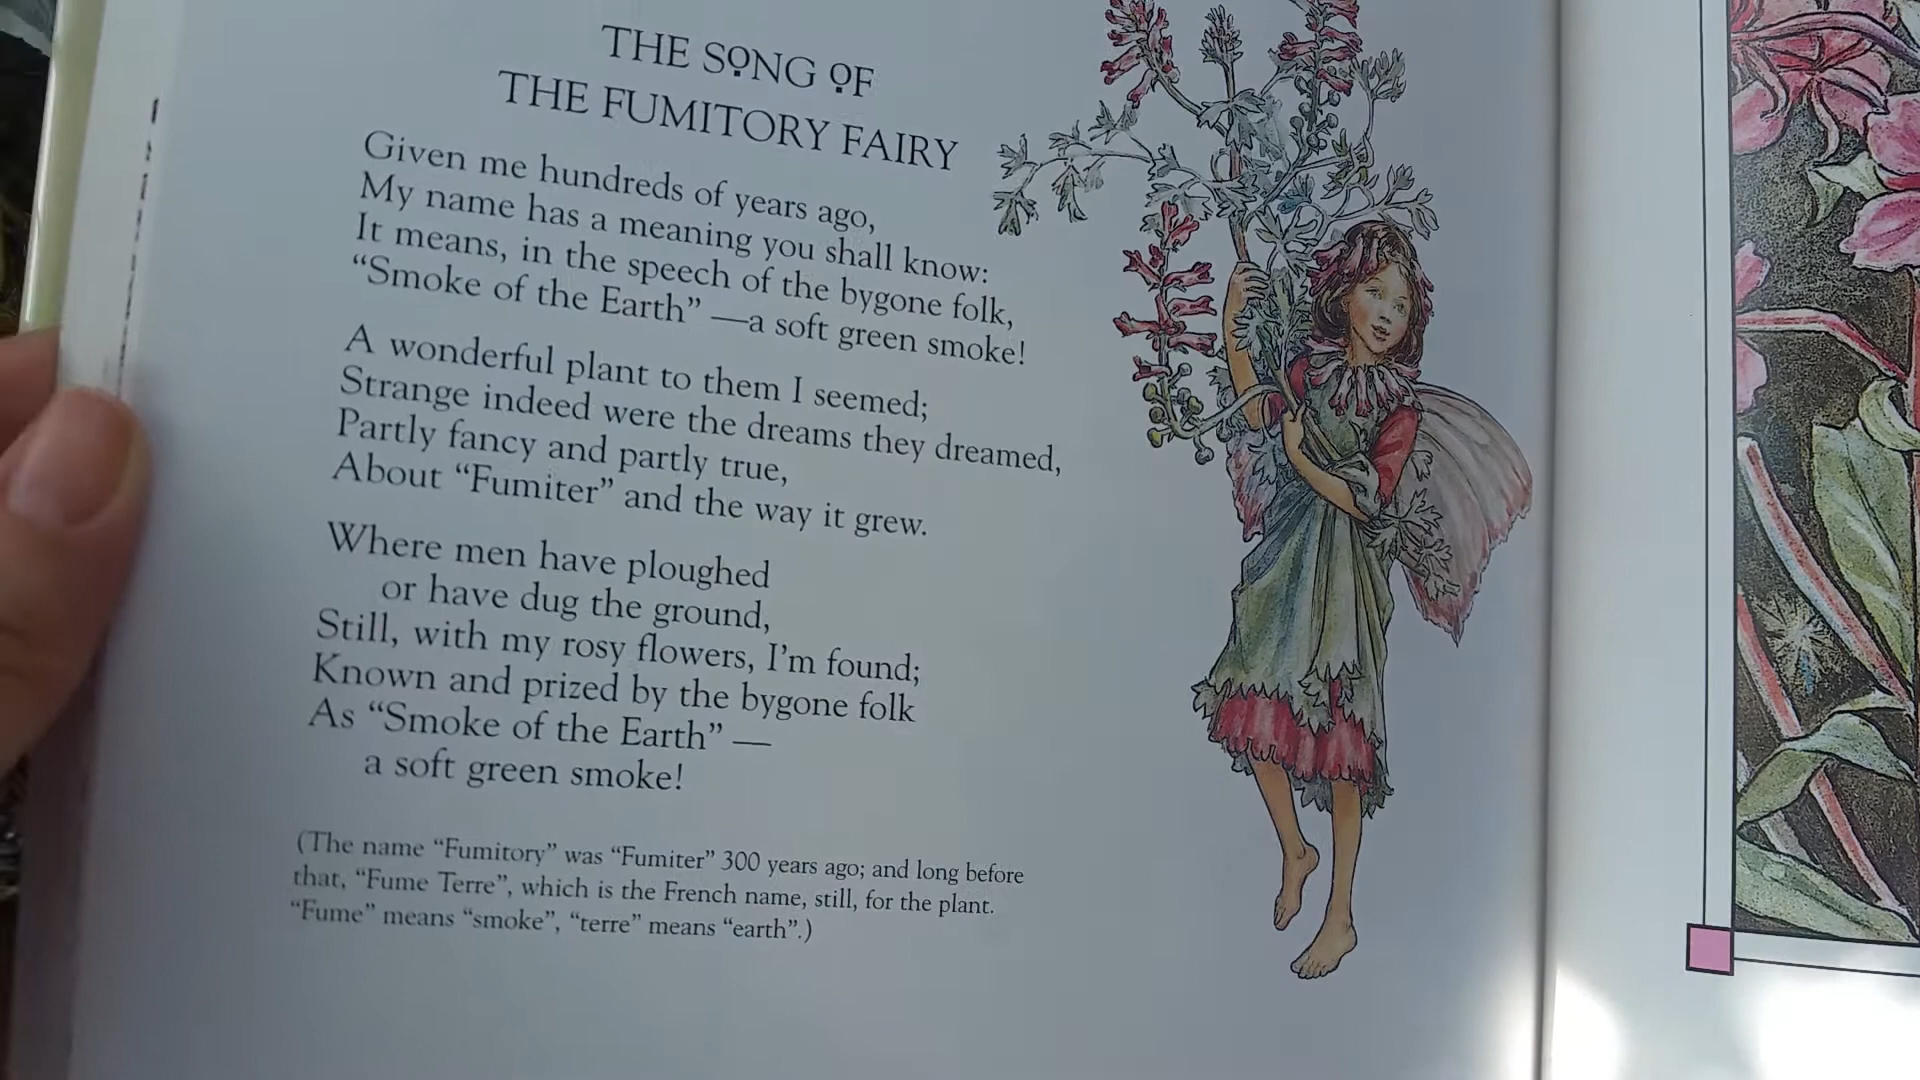 THE SONG OF
THE FUMITORY FAIRY
Given me hundreds of years ago,
My name has a meaning you shall know:
It means, in the speech of the bygone folk,
“Smoke of the Earth” —a soft green smoke!
A wonderful plant to them I seemed;
Strange indeed were the dreams they dreamed,
Partly fancy and partly true,
About “Fumiter” and the way it grew.
Where men have ploughed
or have dug the ground,
Still, with my rosy flowers, I'm found;
Known and prized by the bygone folk
As “Smoke of the Earth” —
a soft green smoke!
(The name “Fumitory” was “Fumiter” 300 years ago; and long before
that, “Fume Terre”, which is the French name, still, for the plant.
“Fume” means “smoke”, “terre” means “earth”.)